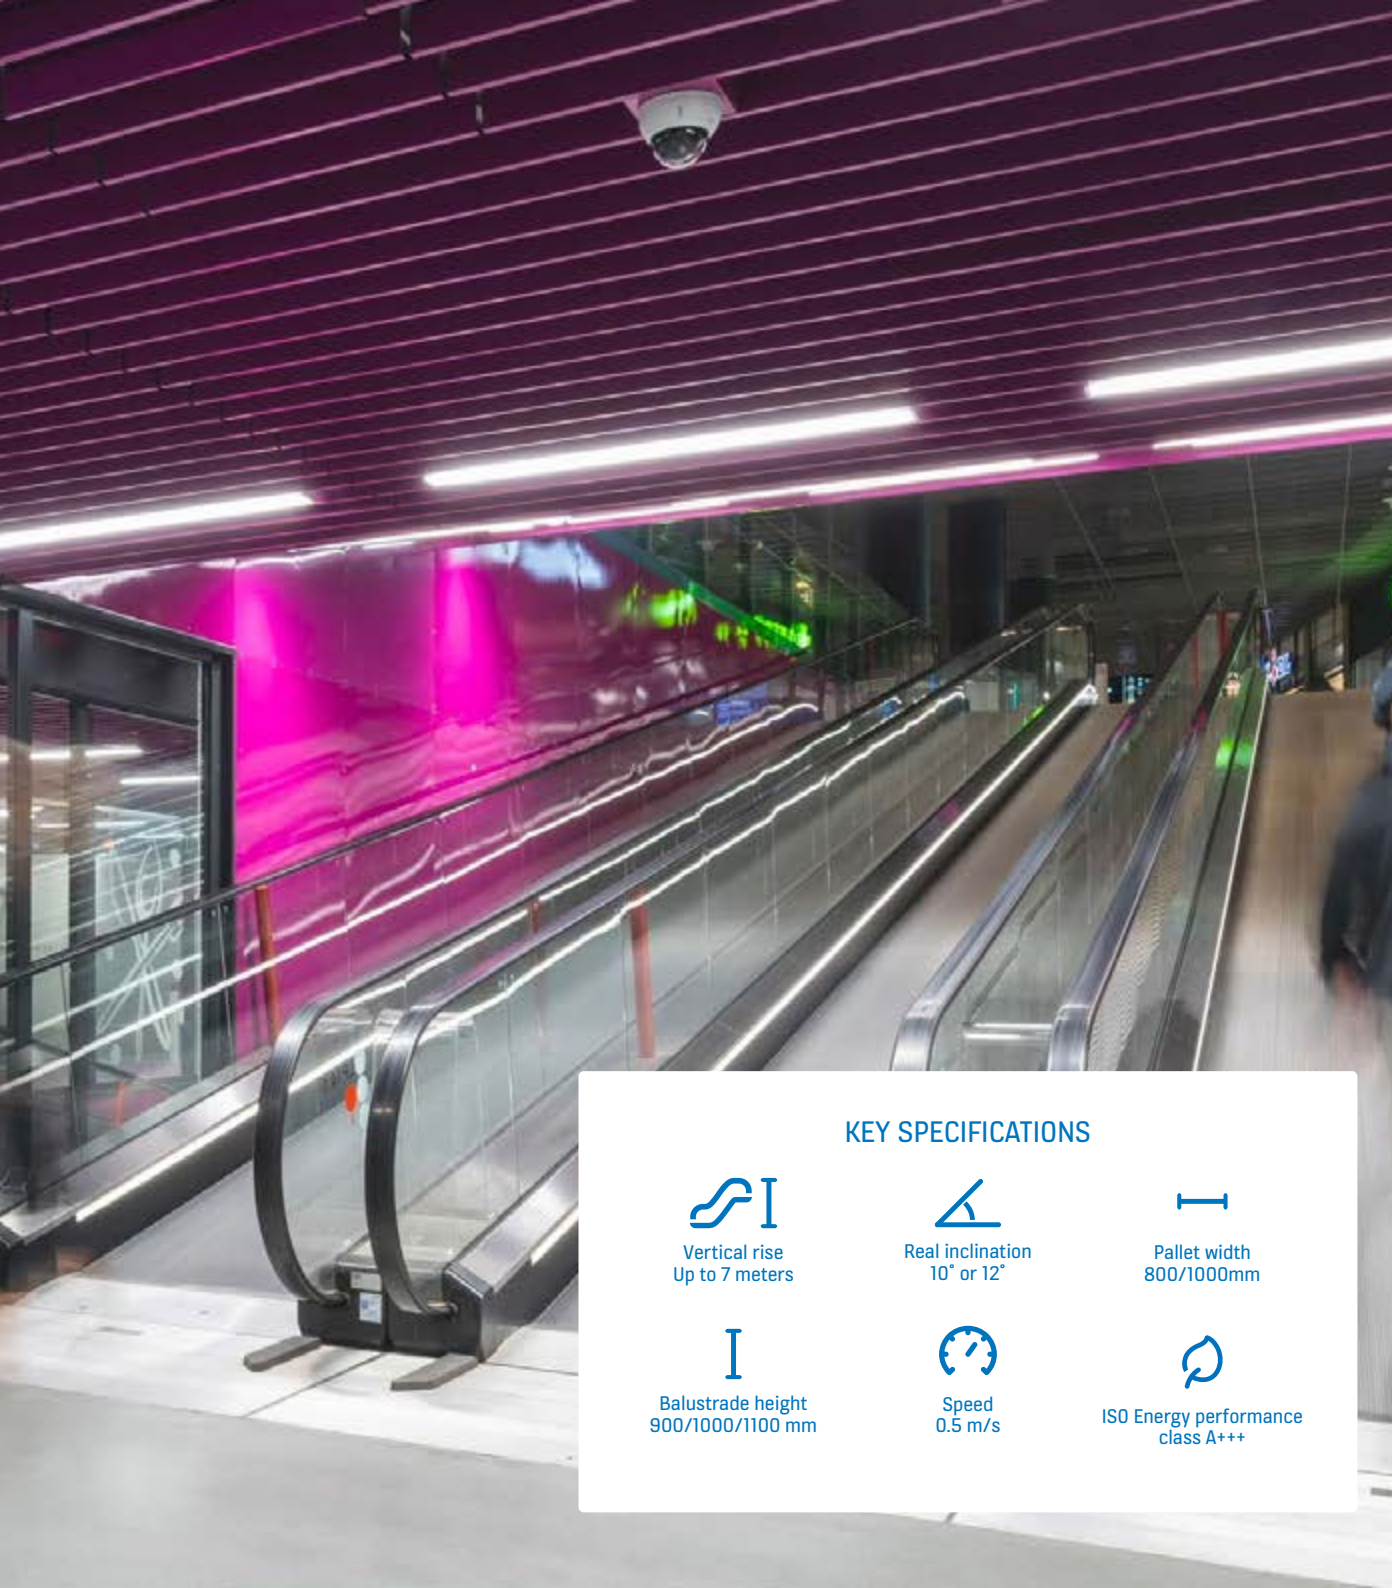 KEY SPECIFICATIONS
Vertical rise
Up to 7 meters
Real inclination
10° or 12°
Pallet width
800/1000mm
Balustrade height
900/1000/1100 mm
Speed
0.5 m/s
ISO Energy performance
class A+++